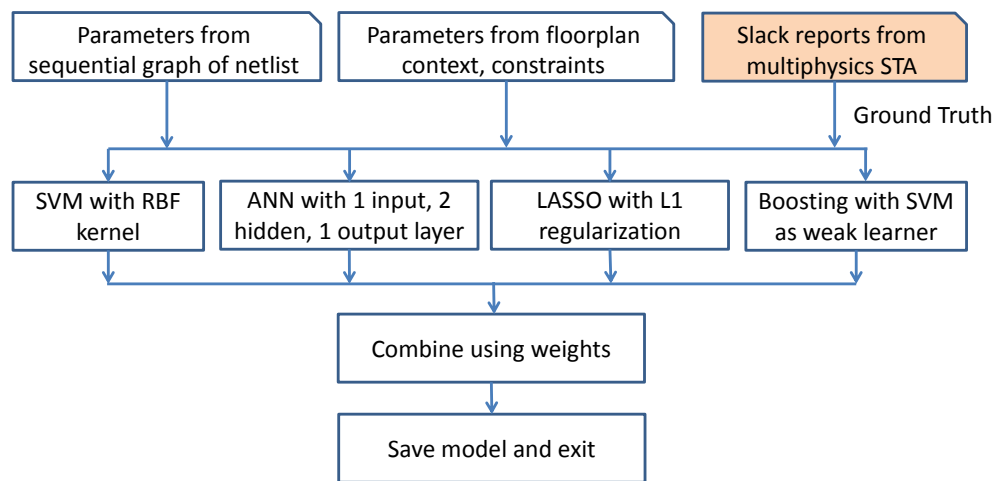 Parameters from
sequential graph of netlist
Parameters from floorplan
context, constraints
Slack reports from
multiphysics STA
Ground Truth
SVM with RBF
kernel
ANN with 1 input, 2
hidden, 1 output layer
LASSO with L1
regularization
Boosting with SVM
as weak learner
Combine using weights
Save model and exit